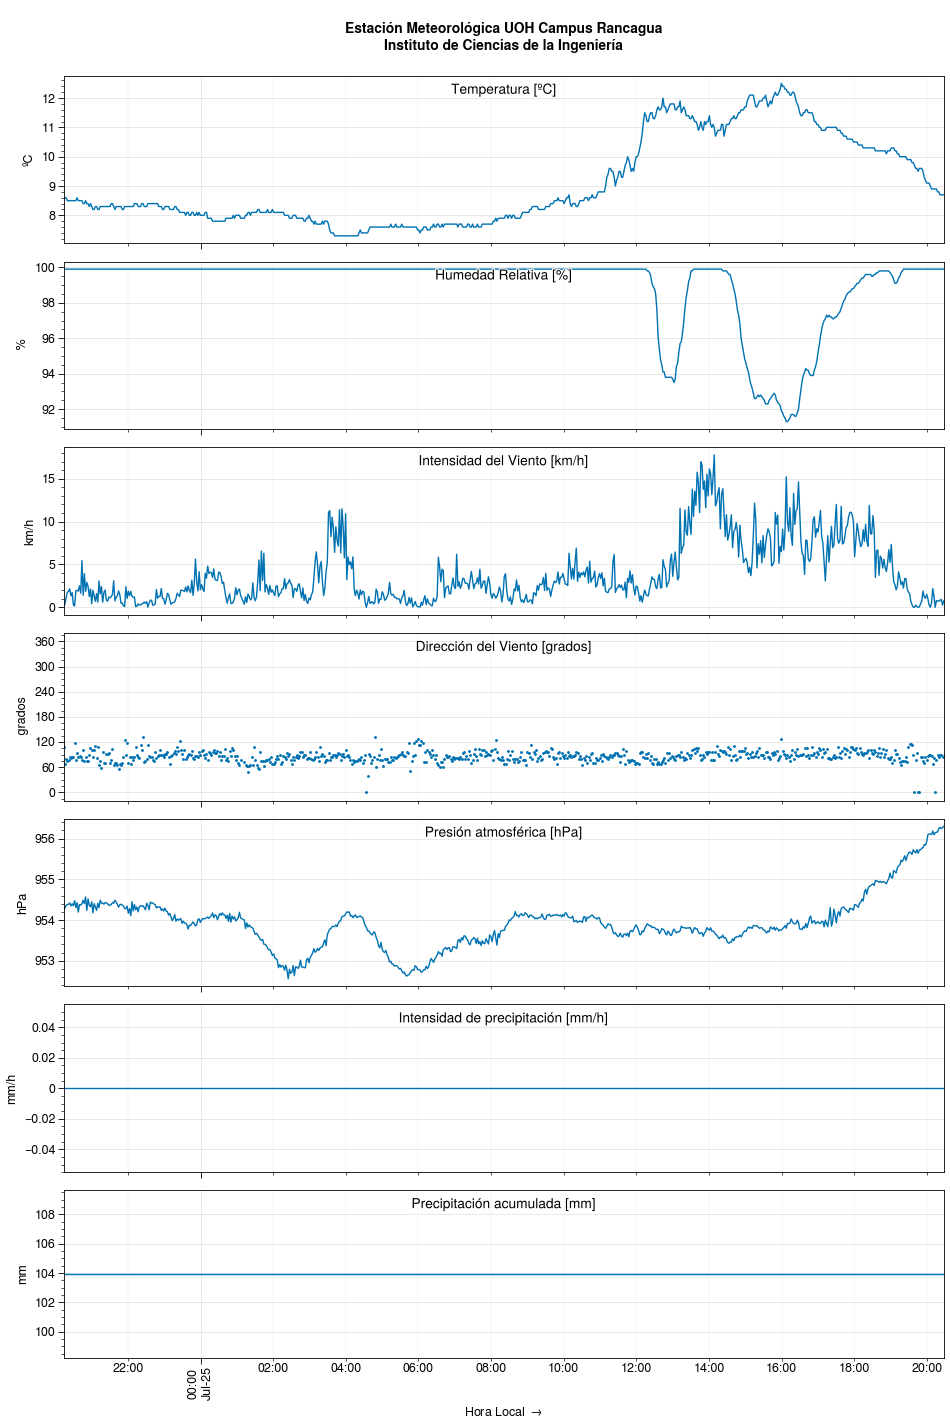 Estación Meteorológica UOH Campus Rancagua
Instituto de Ciencias de la Ingeniería
Temperatura [ºC]
ºC
12
11
10
9
8
Humedad Relativa [%]
%
100
98
96
94
92
Intensidad del Viento [km/h]
km/h
15
10
5
0
Dirección del Viento [grados]
grados
360
300
240
180
120
60
0
Presión atmosférica [hPa]
hPa
956
955
954
953
Intensidad de precipitación [mm/h]
mm/h
0.04
0.02
0
−0.02
−0.04
Precipitación acumulada [mm]
mm
108
106
104
102
100
22:00
00:00
Jul-25
02:00
04:00
06:00
08:00
10:00
12:00
14:00
16:00
18:00
20:00
Hora Local →